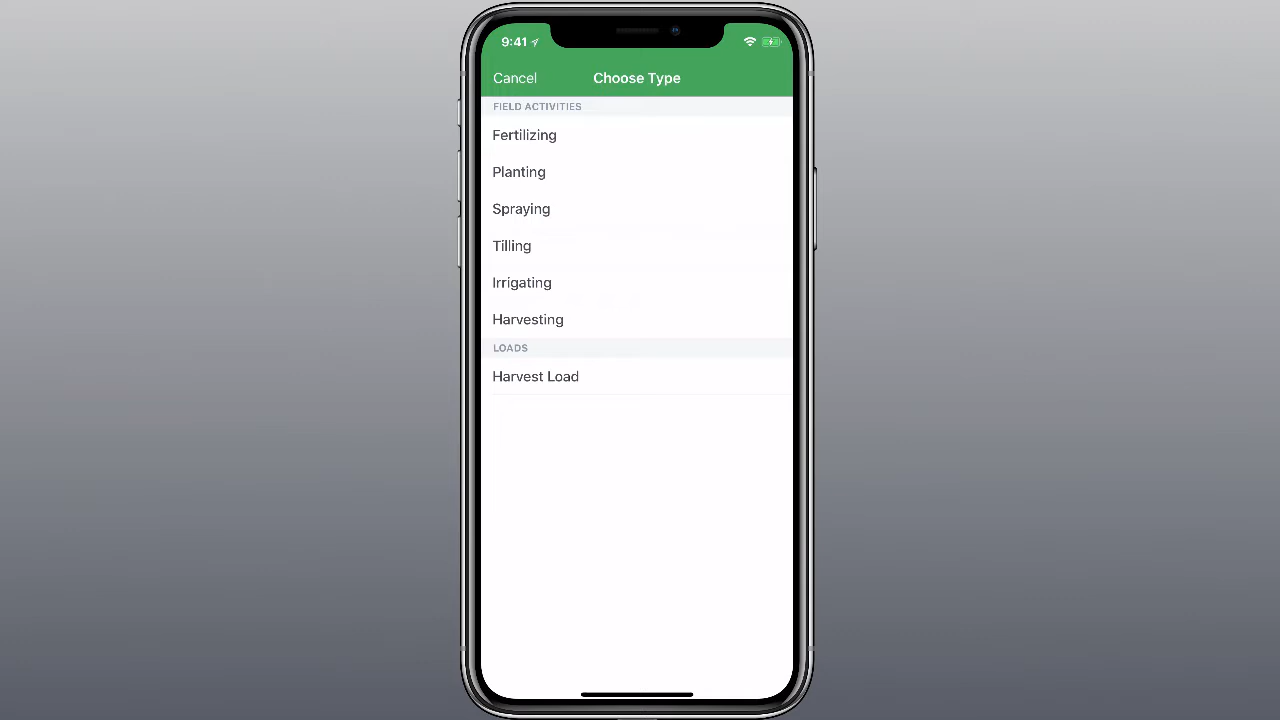 9:41
Cancel
Choose Type
FIELD ACTIVITIES
Fertilizing
Planting
Spraying
Tilling
Irrigating
Harvesting
LOADS
Harvest Load